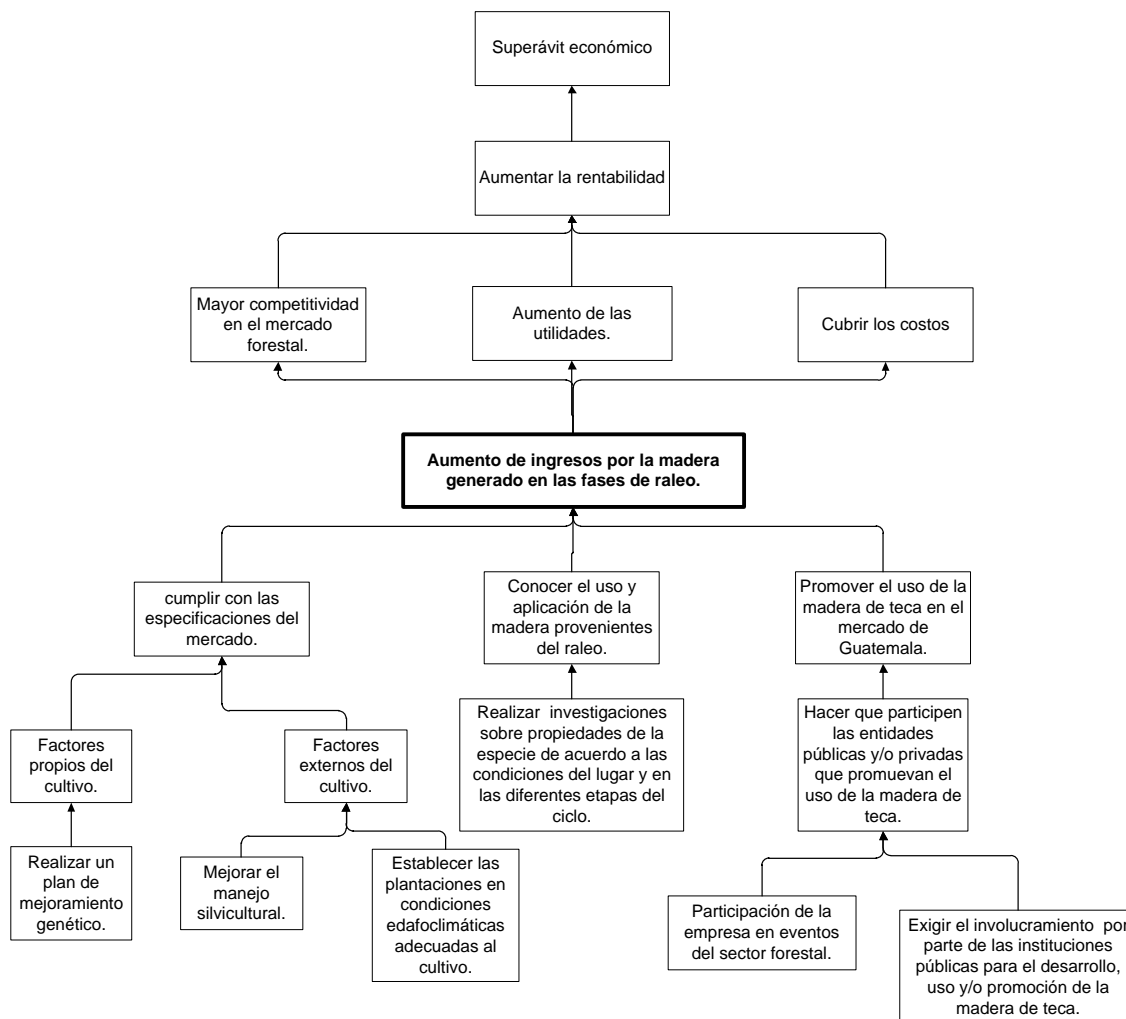 Superávit económico
Aumentar la rentabilidad
Mayor competitividad
en el mercado
forestal.
Aumento de las
utilidades.
Cubrir los costos
Aumento de ingresos por la madera
generado en las fases de raleo.
cumplir con las
especificaciones del
mercado.
Conocer el uso y
aplicación de la
madera provenientes
del raleo.
Promover el uso de la
madera de teca en el
mercado de
Guatemala.
Factores
propios del
cultivo.
Factores
externos del
cultivo.
Realizar investigaciones
sobre propiedades de la
especie de acuerdo a las
condiciones del lugar y en
las diferentes etapas del
ciclo.
Hacer que participen
las entidades
públicas y/o privadas
que promuevan el
uso de la madera de
teca.
Realizar un
plan de
mejoramiento
genético.
Mejorar el
manejo
silvicultural.
Establecer las
plantaciones en
condiciones
edafoclimáticas
adecuadas al
cultivo.
Participación de la
empresa en eventos
del sector forestal.
Exigir el involucramiento por
parte de las instituciones
públicas para el desarrollo,
uso y/o promoción de la
madera de teca.